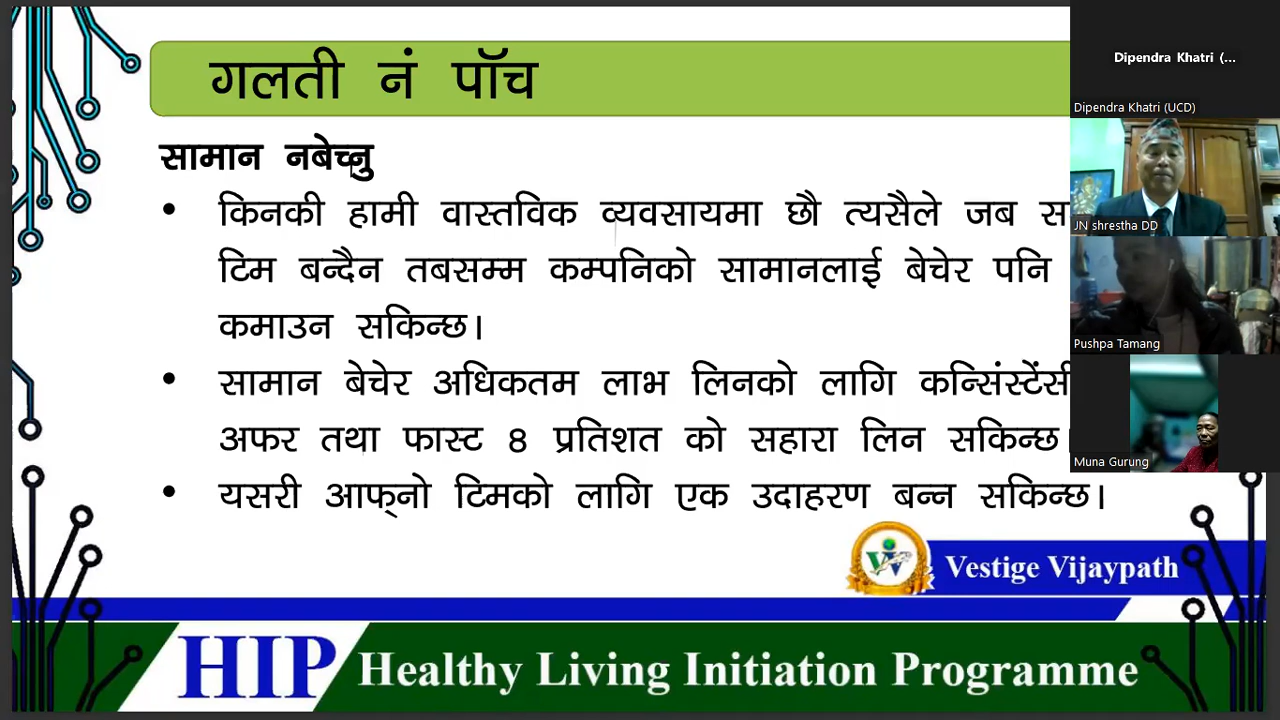 गलती नं पाॅच
सामान नबेच्नु
• किनकी हामी वास्तविक व्यवसायमा छौ त्यसैले जब
टिम बन्दैन तबसम्म कम्पनिको सामानलाई बेचेर पनि
कमाउन सकिन्छ।
• सामान बेचेर अधिकतम लाभ लिनको लागि कन्सिंस्टेंसी
अफर तथा फास्ट ८ प्रतिशत को सहारा लिन सकिन्छ।
• यसरी आफ्नो टिमको लागि एक उदाहरण बन्न सकिन्छ।
Vestige Vijaypath
HIP Healthy Living Initiation Programme
Dipendra Khatri (...
Dipendra Khatri (UCD)
JN shrestha DD
Pushpa Tamang
Muna Gurung